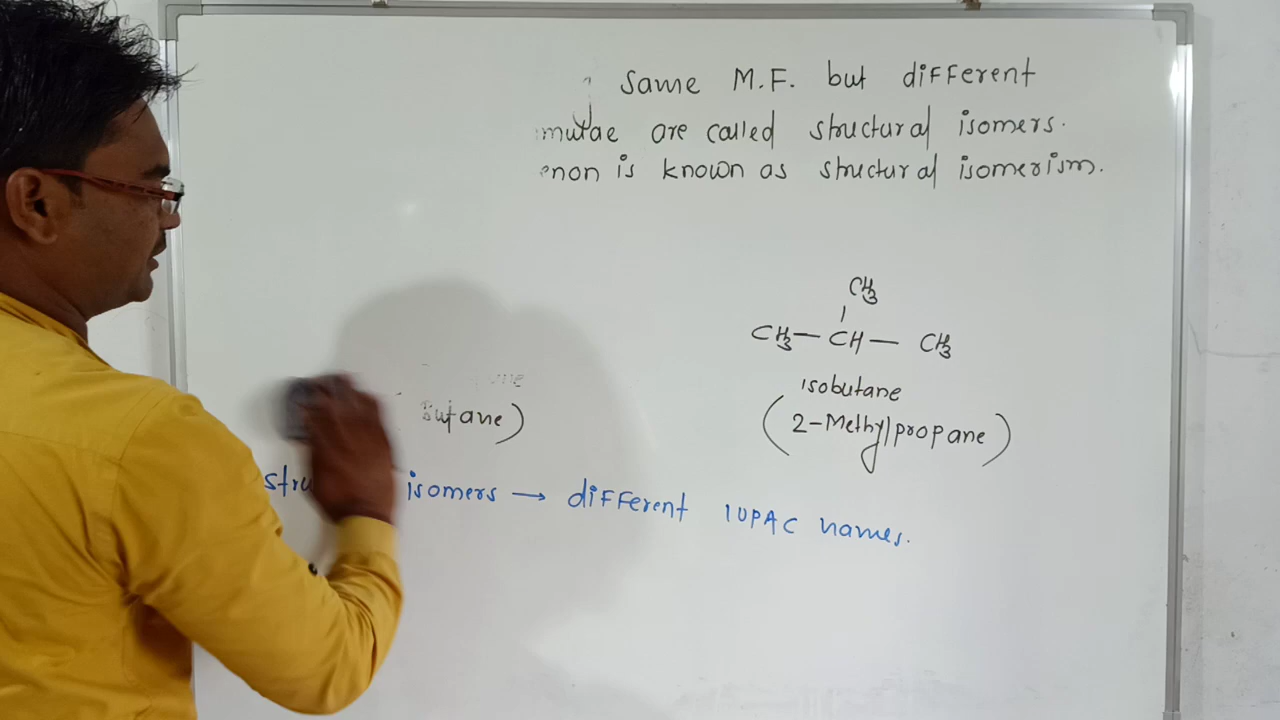 Same M.F. but different
mulae are called structural isomers.
enon is known as structural isomerism.
CH3
CH3 — CH — CH3
isobutane
Butane) (2-Methylpropane)
isomers → different IUPAC names.